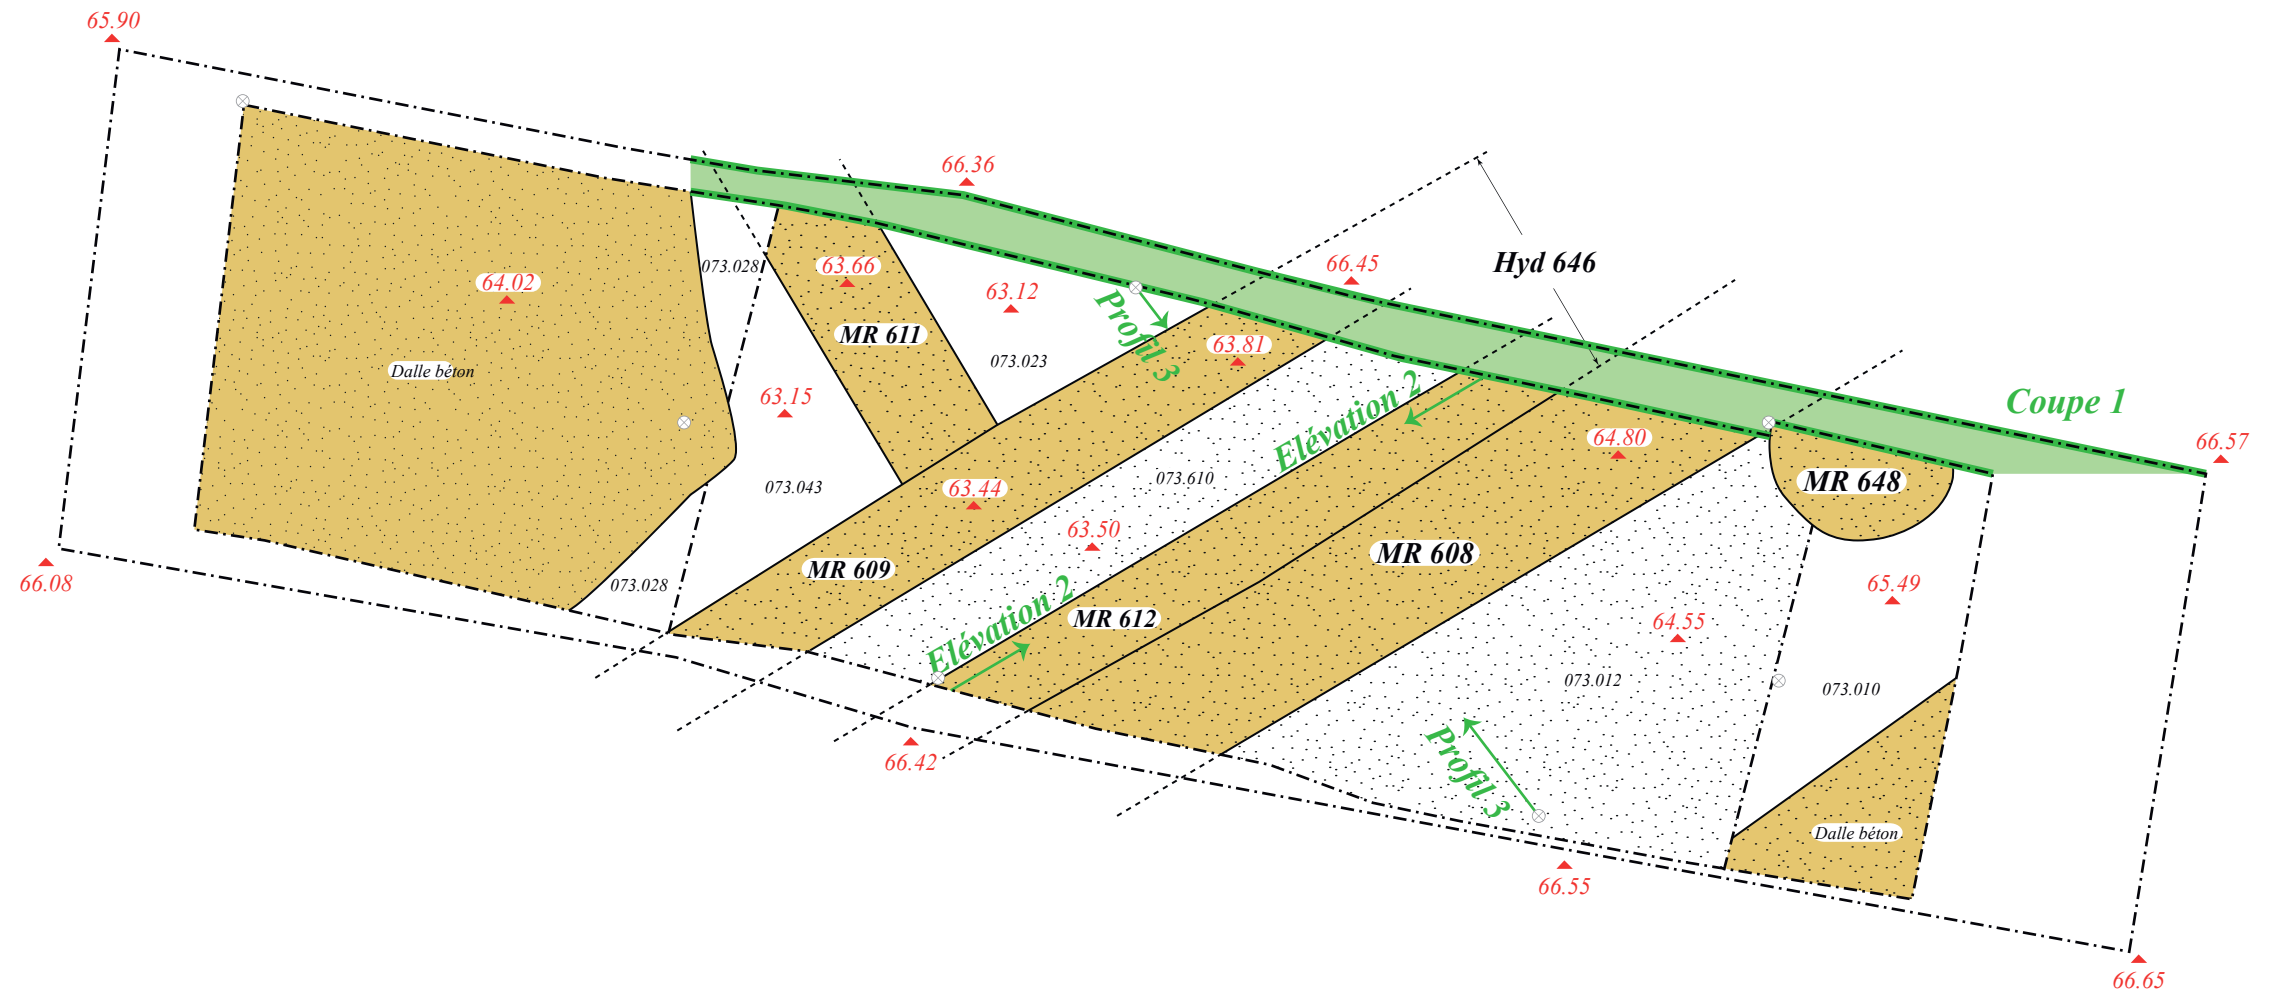 65.90
66.36
66.45
Hyd 646
073.028
63.66
64.02
63.12
MR 611
63.81
Profil 3
073.023
Dalle béton
63.15
Elévation 2
Coupe 1
64.80
66.57
073.043
63.44
073.610
MR 648
63.50
MR 608
MR 609
66.08
073.028
65.49
Elévation 2
MR 612
64.55
073.012
073.010
66.42
Profil 3
Dalle béton
66.55
66.65